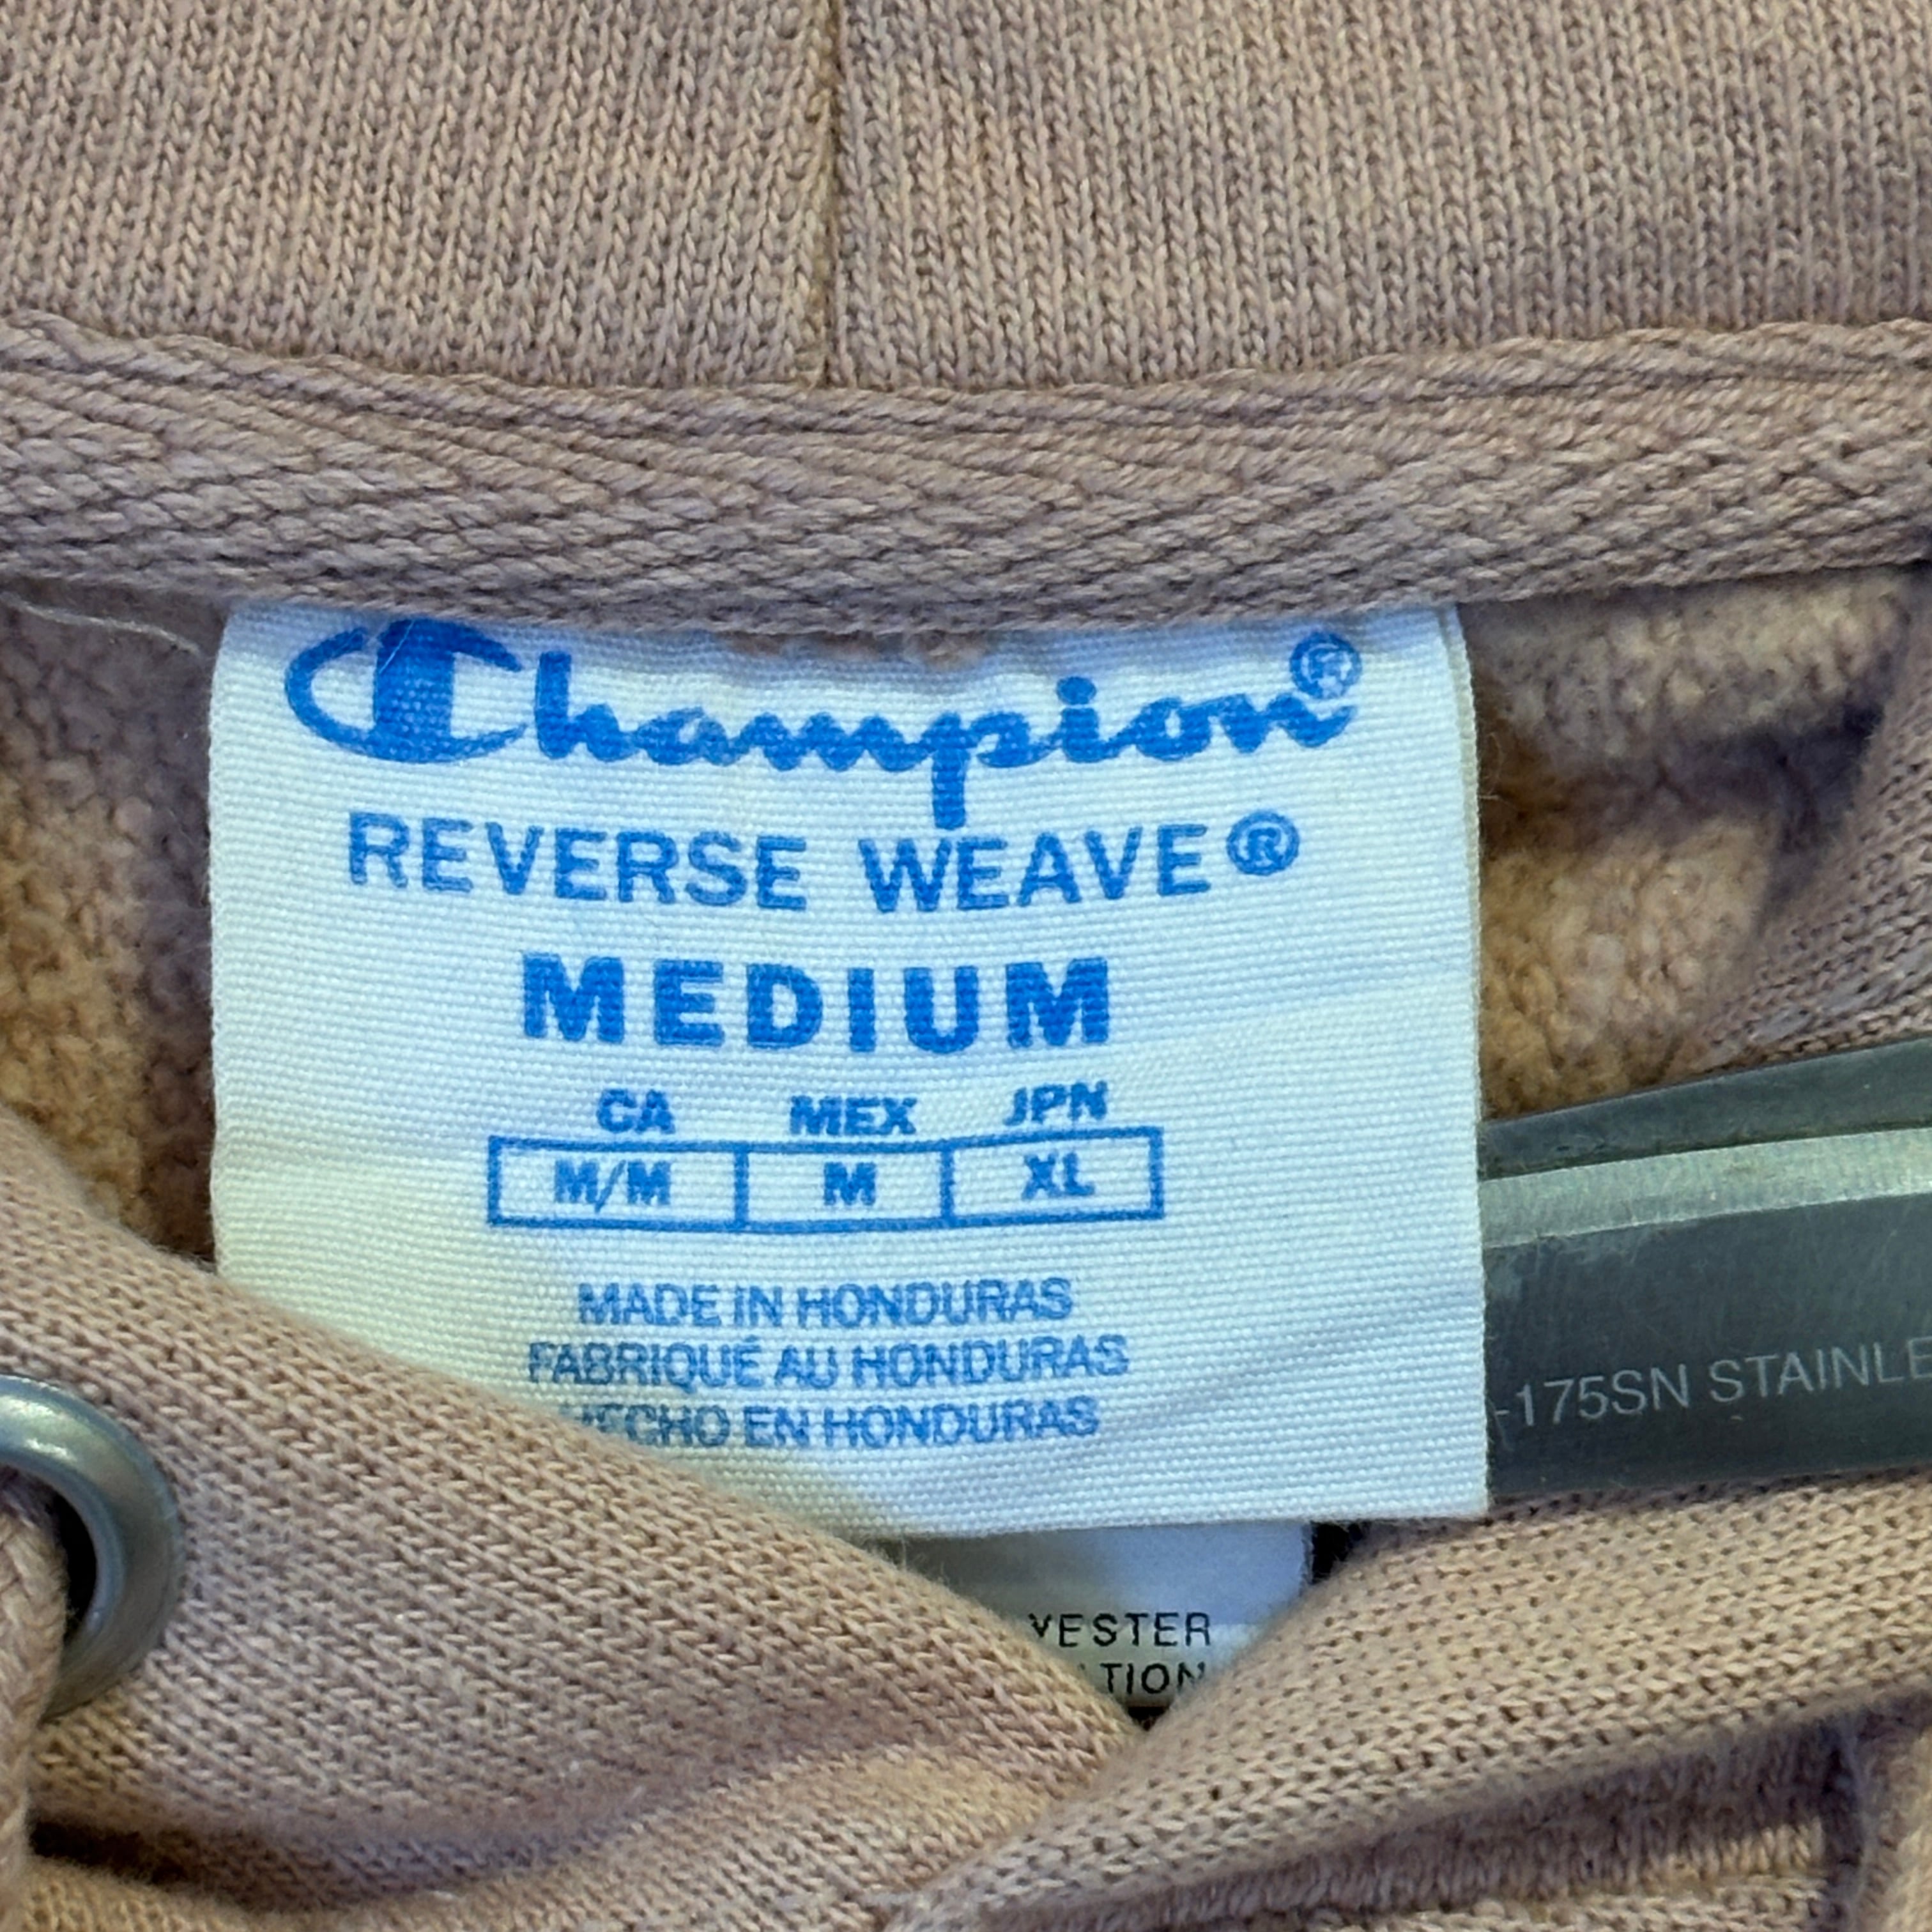 Champion®
REVERSE WEAVE®
MEDIUM
CA MEX JPN
M/M M XL
MADE IN HONDURAS
FABRIQUÉ AU HONDURAS
HECHO EN HONDURAS
-175SN STAINLE
YESTER
TION